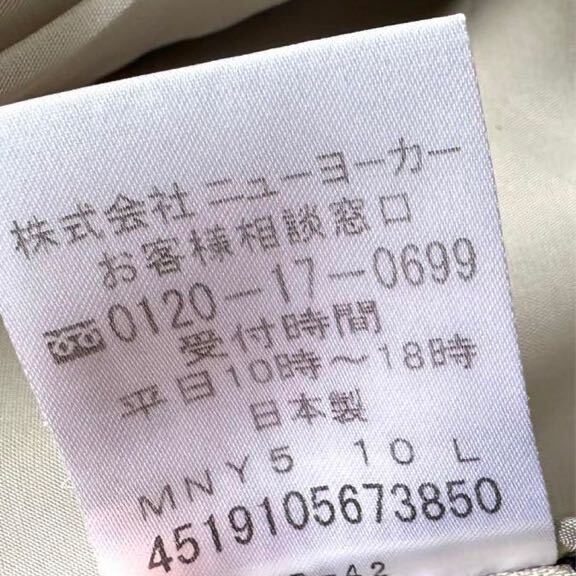 株式会社 ニューヨーカー
お客様相談窓口
0120-17-0699
受付時間
平日10時～18時
日本製
MNY5 10 L
4519105673850
-42